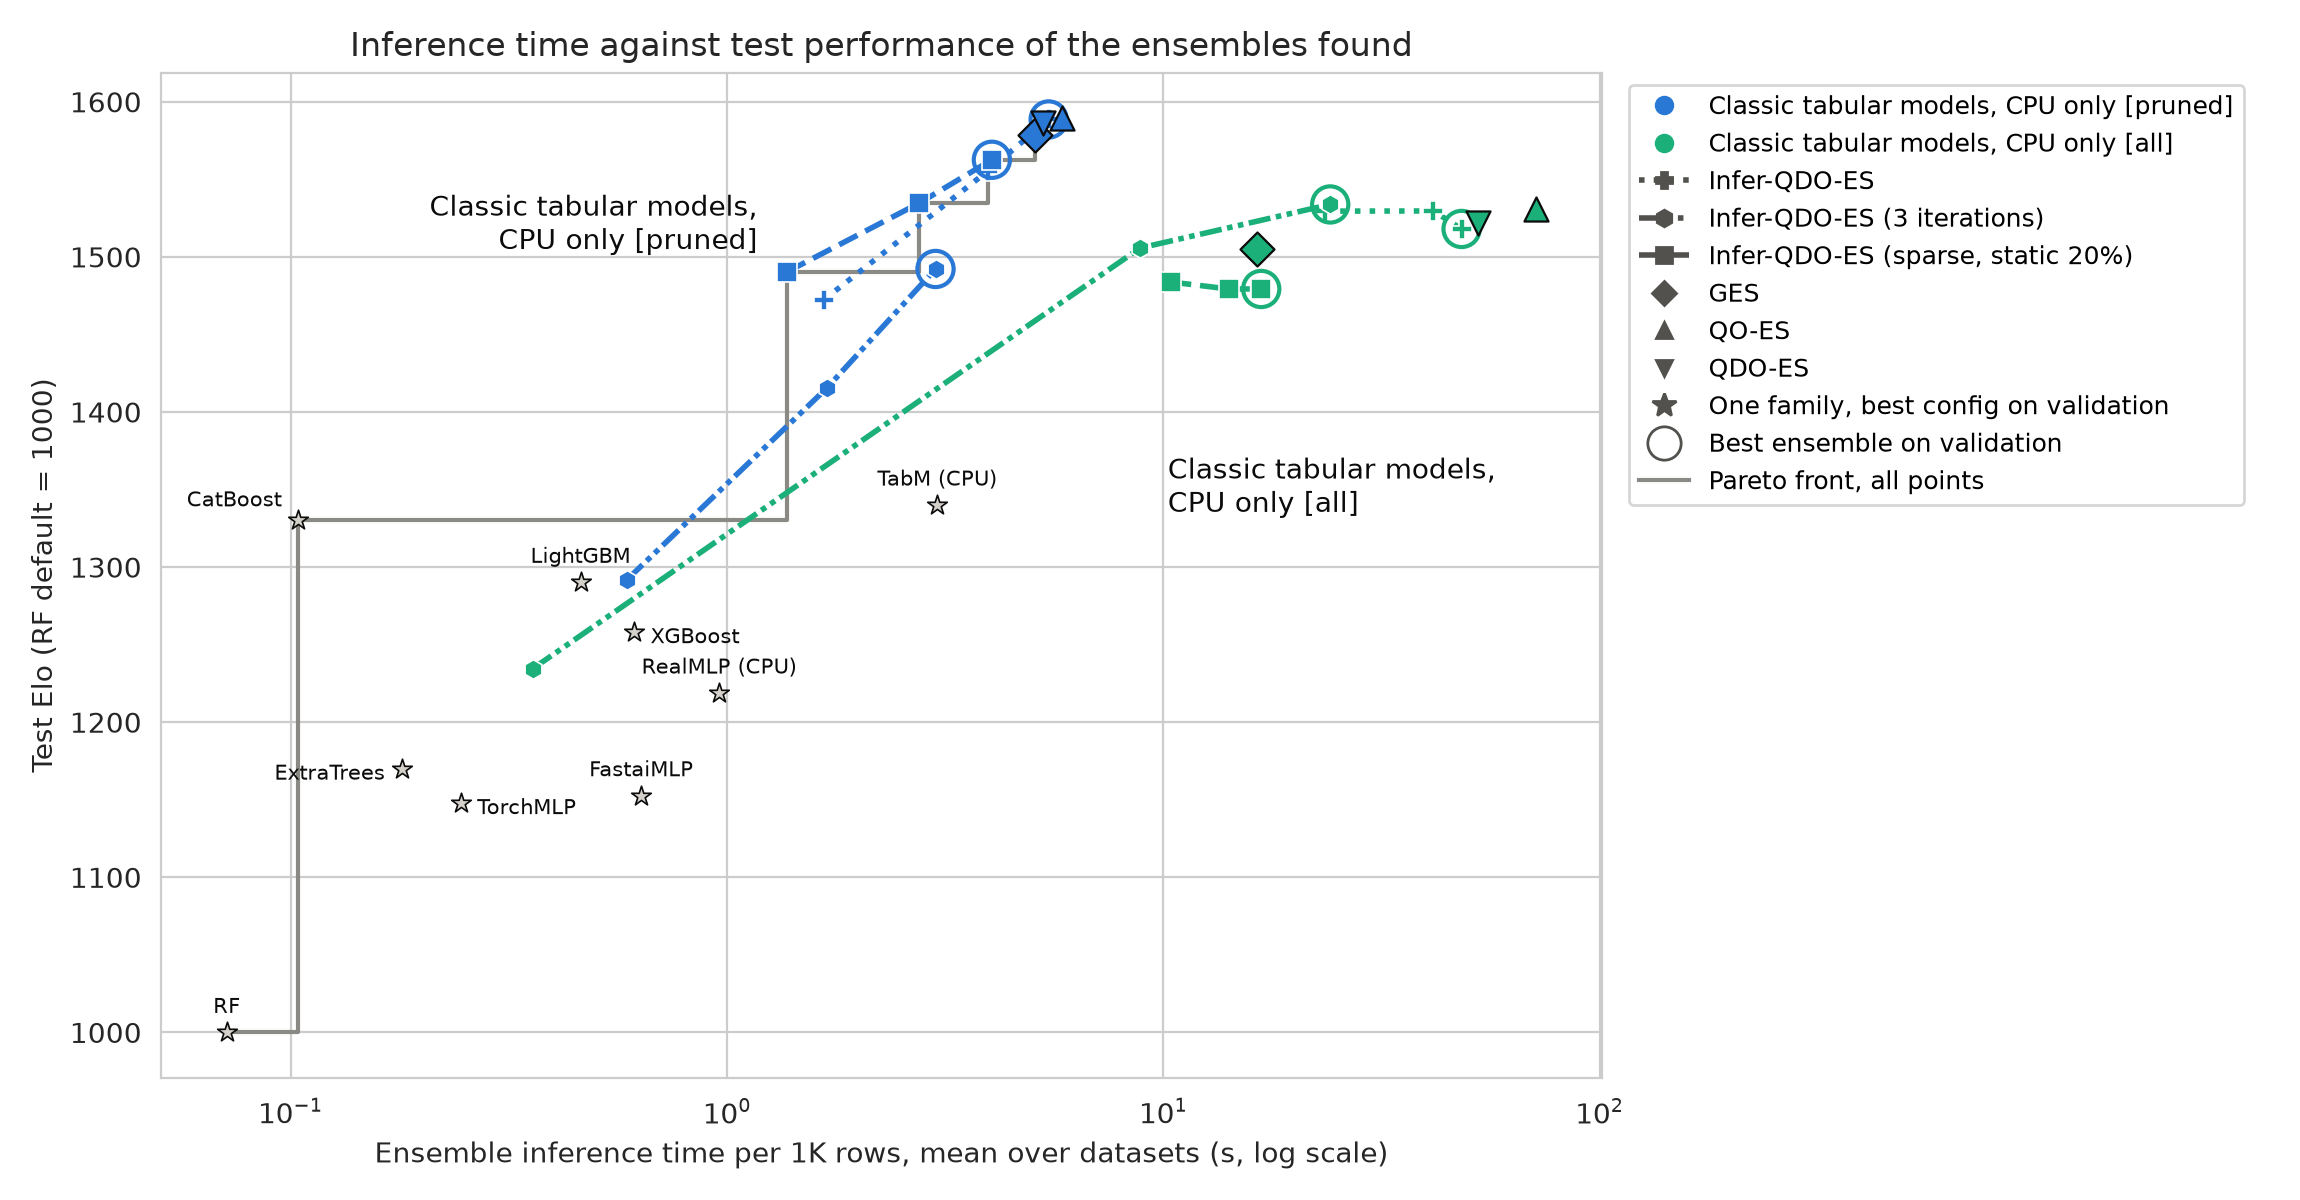 Inference time against test performance of the ensembles found
Test Elo (RF default = 1000)
1600
1500
1400
1300
1200
1100
1000
Classic tabular models,
CPU only [pruned]
Classic tabular models,
CPU only [all]
CatBoost
LightGBM
TabM (CPU)
XGBoost
RealMLP (CPU)
ExtraTrees
TorchMLP
FastaiMLP
RF
10⁻¹
10⁰
10¹
10²
Ensemble inference time per 1K rows, mean over datasets (s, log scale)
Classic tabular models, CPU only [pruned]
Classic tabular models, CPU only [all]
Infer-QDO-ES
Infer-QDO-ES (3 iterations)
Infer-QDO-ES (sparse, static 20%)
GES
QO-ES
QDO-ES
One family, best config on validation
Best ensemble on validation
Pareto front, all points